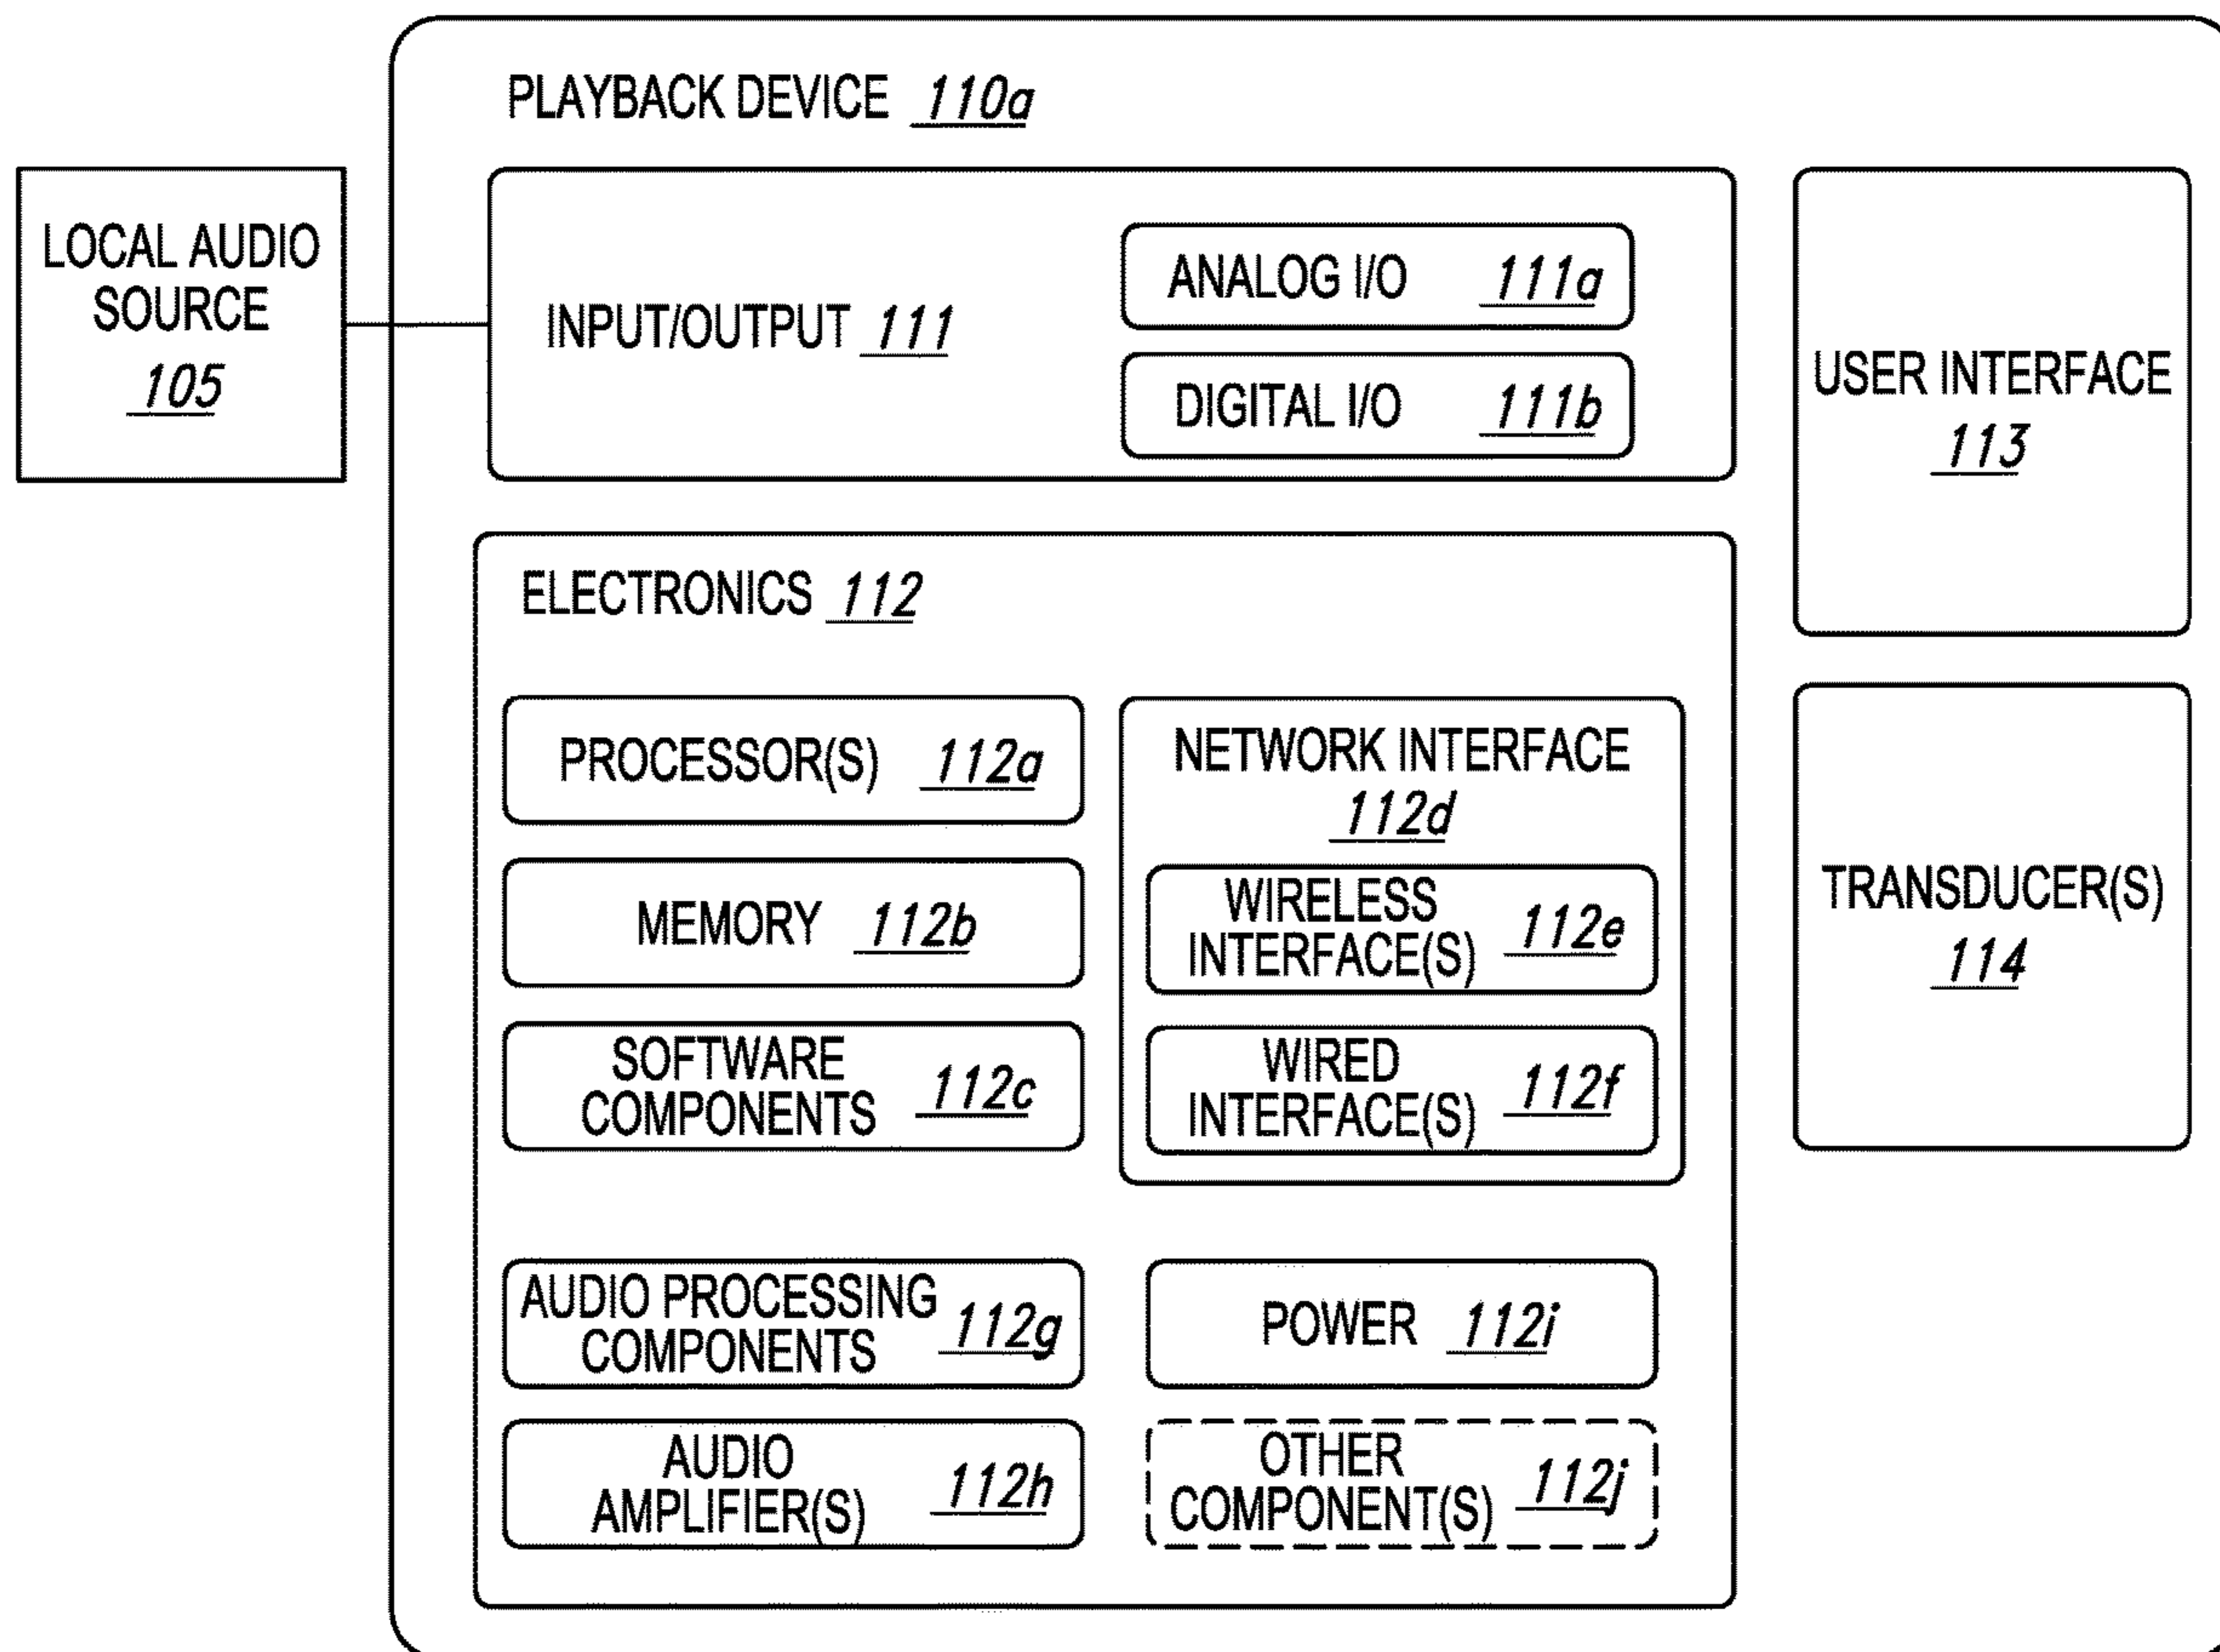 PLAYBACK DEVICE 110a
LOCAL AUDIO
SOURCE
105
INPUT/OUTPUT 111
ANALOG I/O 111a
DIGITAL I/O 111b
USER INTERFACE
113
ELECTRONICS 112
PROCESSOR(S) 112a
MEMORY 112b
SOFTWARE
COMPONENTS 112c
NETWORK INTERFACE
112d
WIRELESS
INTERFACE(S) 112e
WIRED
INTERFACE(S) 112f
TRANSDUCER(S)
114
AUDIO PROCESSING
COMPONENTS 112g
AUDIO
AMPLIFIER(S) 112h
POWER 112i
OTHER
COMPONENT(S) 112j